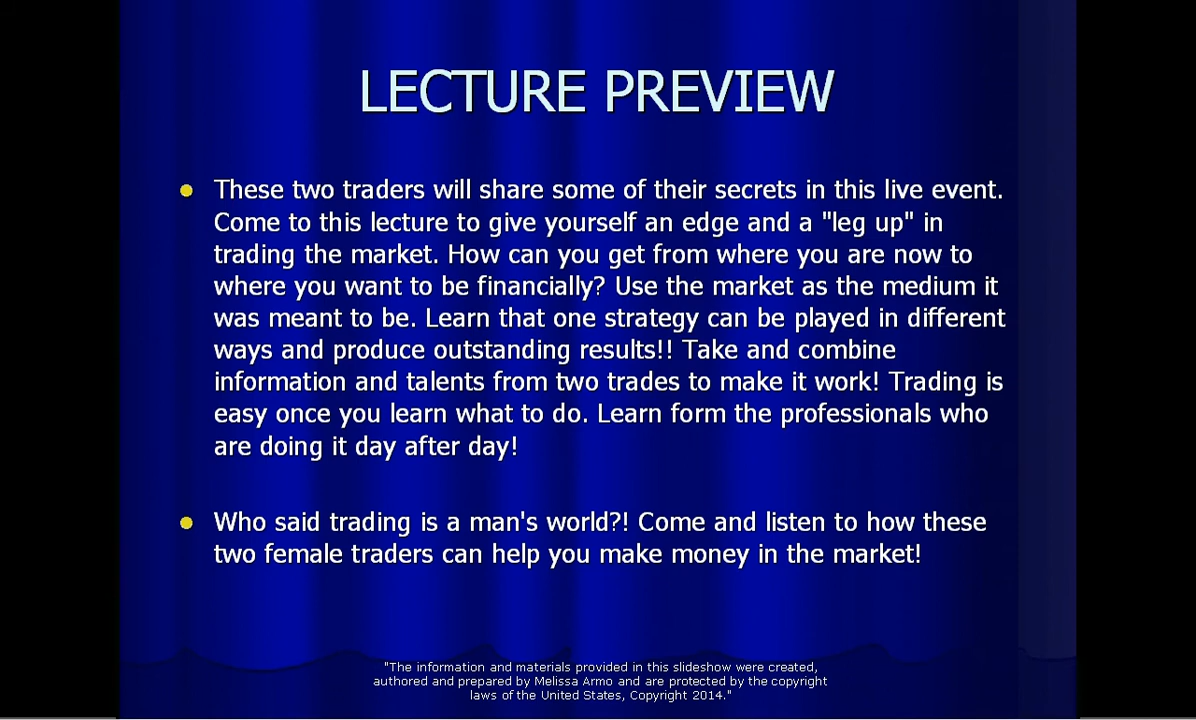 LECTURE PREVIEW
These two traders will share some of their secrets in this live event.
Come to this lecture to give yourself an edge and a "leg up" in
trading the market. How can you get from where you are now to
where you want to be financially? Use the market as the medium it
was meant to be. Learn that one strategy can be played in different
ways and produce outstanding results!! Take and combine
information and talents from two trades to make it work! Trading is
easy once you learn what to do. Learn form the professionals who
are doing it day after day!
Who said trading is a man's world?! Come and listen to how these
two female traders can help you make money in the market!
"The information and materials provided in this slideshow were created,
authored and prepared by Melissa Armo and are protected by the copyright
laws of the United States, Copyright 2014."